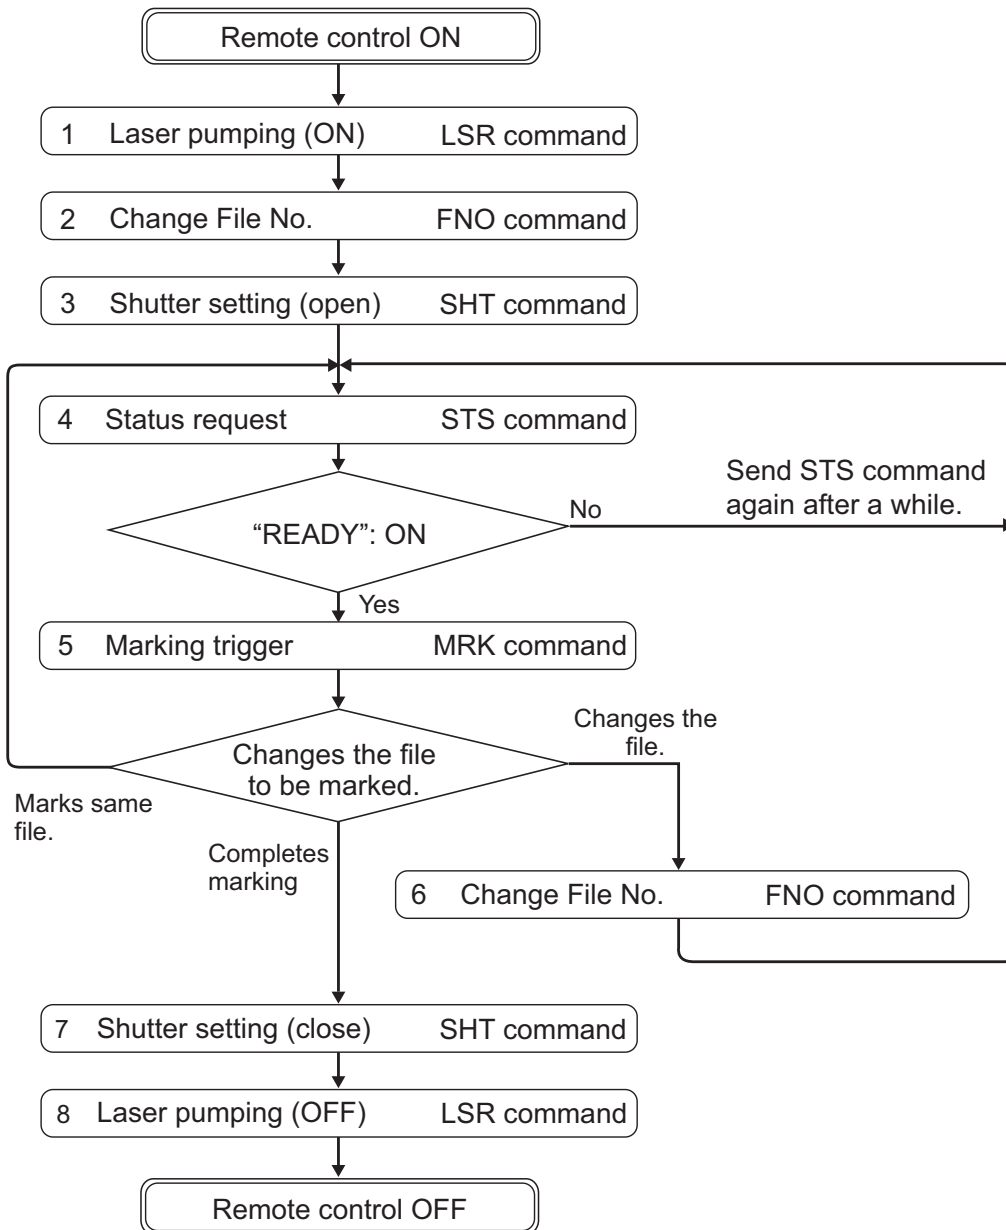 Remote control ON
1 Laser pumping (ON) LSR command
2 Change File No. FNO command
3 Shutter setting (open) SHT command
4 Status request STS command
Send STS command
again after a while.
No
“READY”: ON
Yes
5 Marking trigger MRK command
Changes the
file.
Changes the file
to be marked.
Marks same
file.
Completes
marking
6 Change File No. FNO command
7 Shutter setting (close) SHT command
8 Laser pumping (OFF) LSR command
Remote control OFF